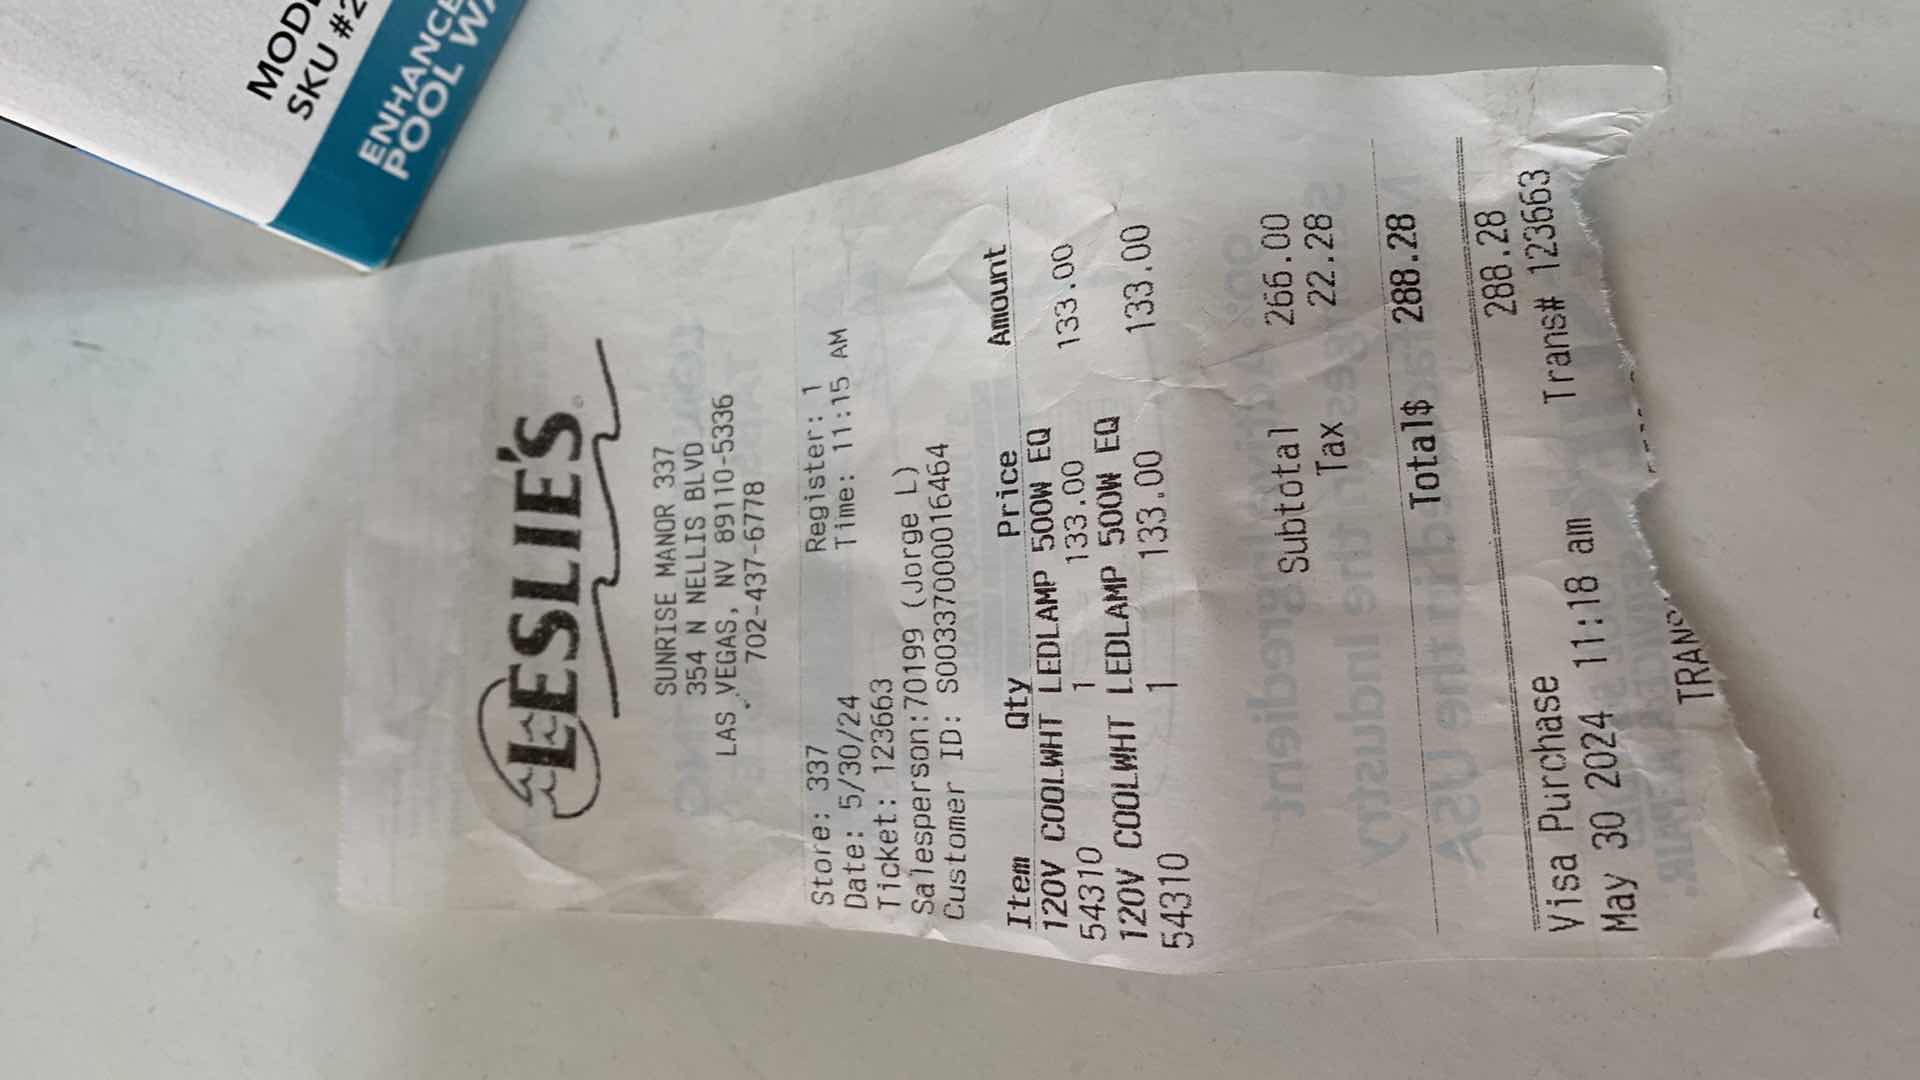 MOD
SKU #2
ENHANCE
POOL WA
LESLIE'S
SUNRISE MANOR 337
354 N NELLIS BLVD
LAS VEGAS, NV 89110-5336
702-437-6778
Store: 337 Register: 1
Date: 5/30/24 Time: 11:15 AM
Ticket: 123663
Salesperson:70199 (Jorge L)
Customer ID: S003370000016464
Item Qty Price Amount
120V COOLWHT LEDLAMP 500W EQ
54310 1 133.00 133.00
120V COOLWHT LEDLAMP 500W EQ
54310 1 133.00 133.00
Subtotal 266.00
Tax 22.28
Total$ 288.28
288.28
Visa Purchase
May 30 2024 11:18 am Trans# 123663
TRANS